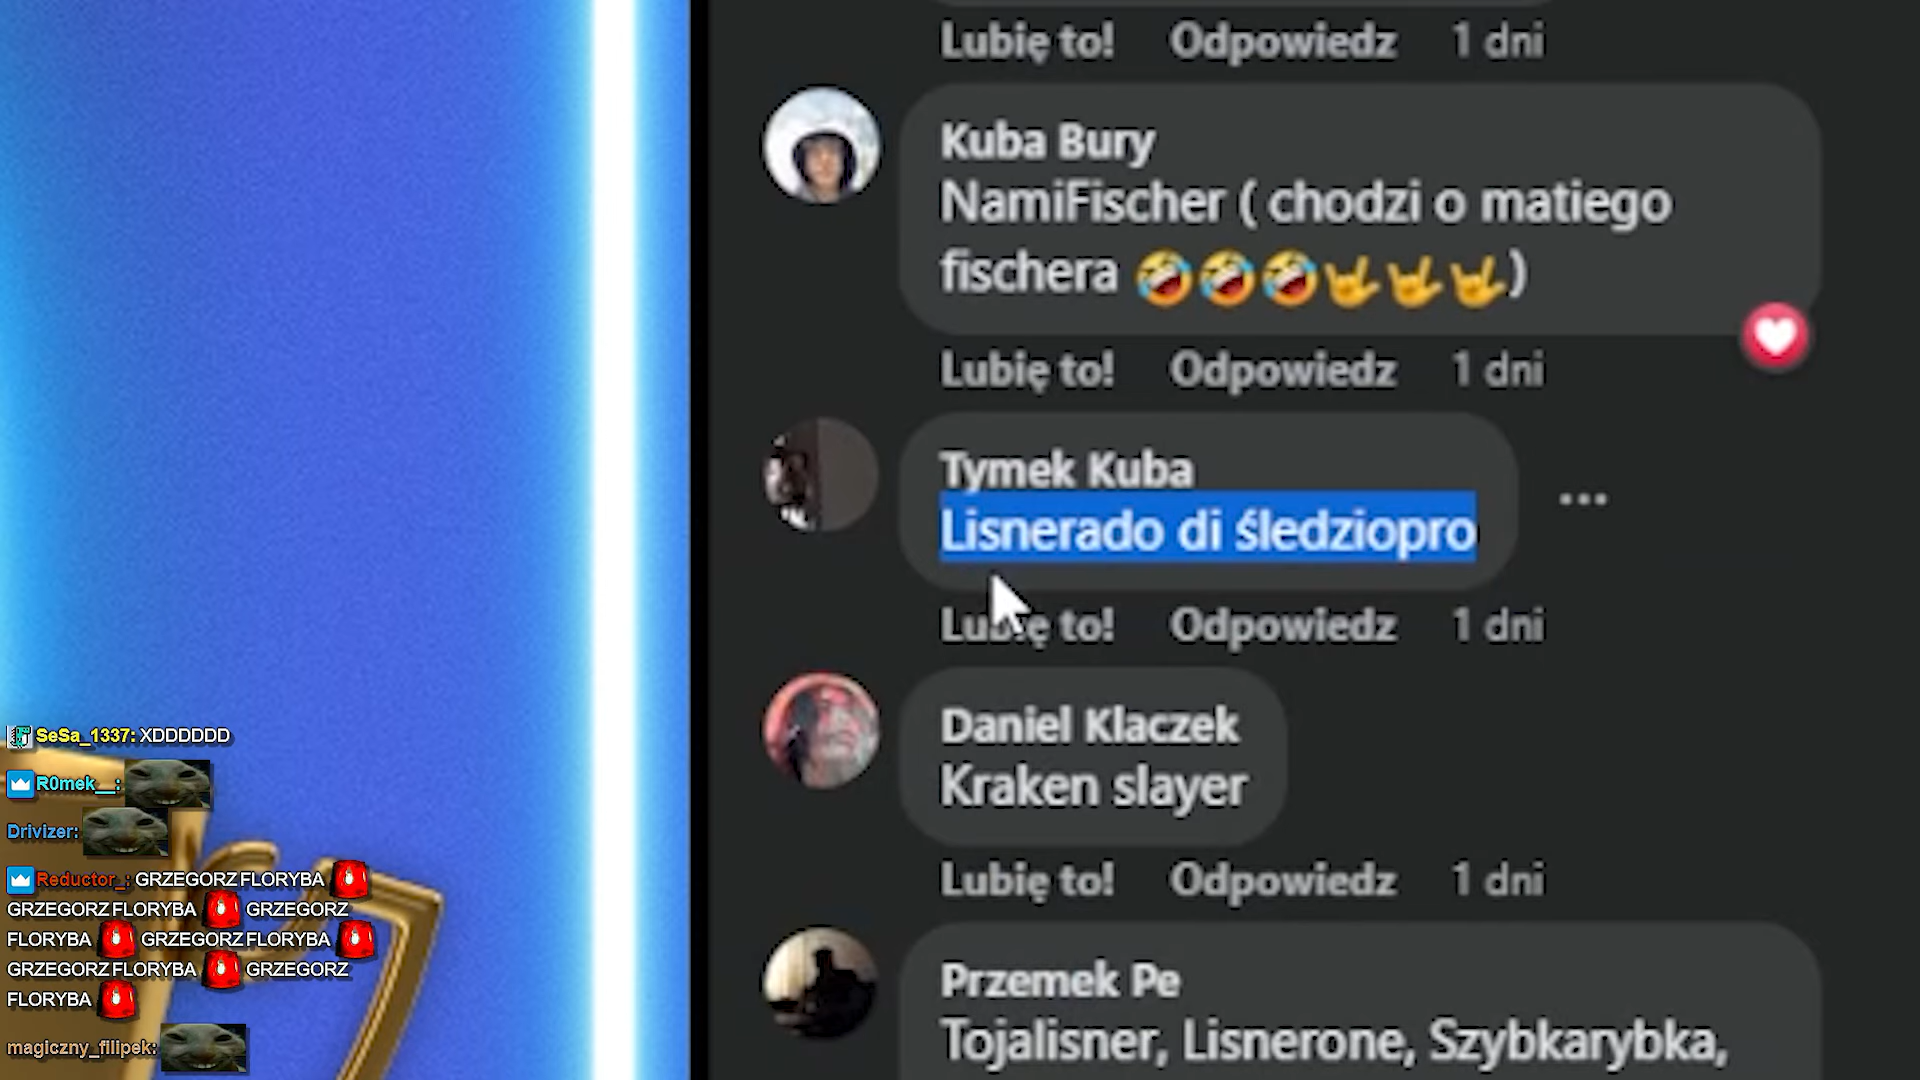 Lubię to! Odpowiedz 1 dni
Kuba Bury
NamiFischer ( chodzi o matiego
fischera 🤣🤣🤣🤟🤟🤟)
Lubię to! Odpowiedz 1 dni
Tymek Kuba
Lisnerado di śledziopro
Lubię to! Odpowiedz 1 dni
Daniel Klaczek
Kraken slayer
Lubię to! Odpowiedz 1 dni
Przemek Pe
Tojalisner, Lisnerone, Szybkarybka,
SeSa_1337: XDDDDDD
R0mek__:
Drivizer:
Reductor_: GRZEGORZ FLORYBA
GRZEGORZ FLORYBA GRZEGORZ
FLORYBA GRZEGORZ FLORYBA
GRZEGORZ FLORYBA GRZEGORZ
FLORYBA
magiczny_filipek: